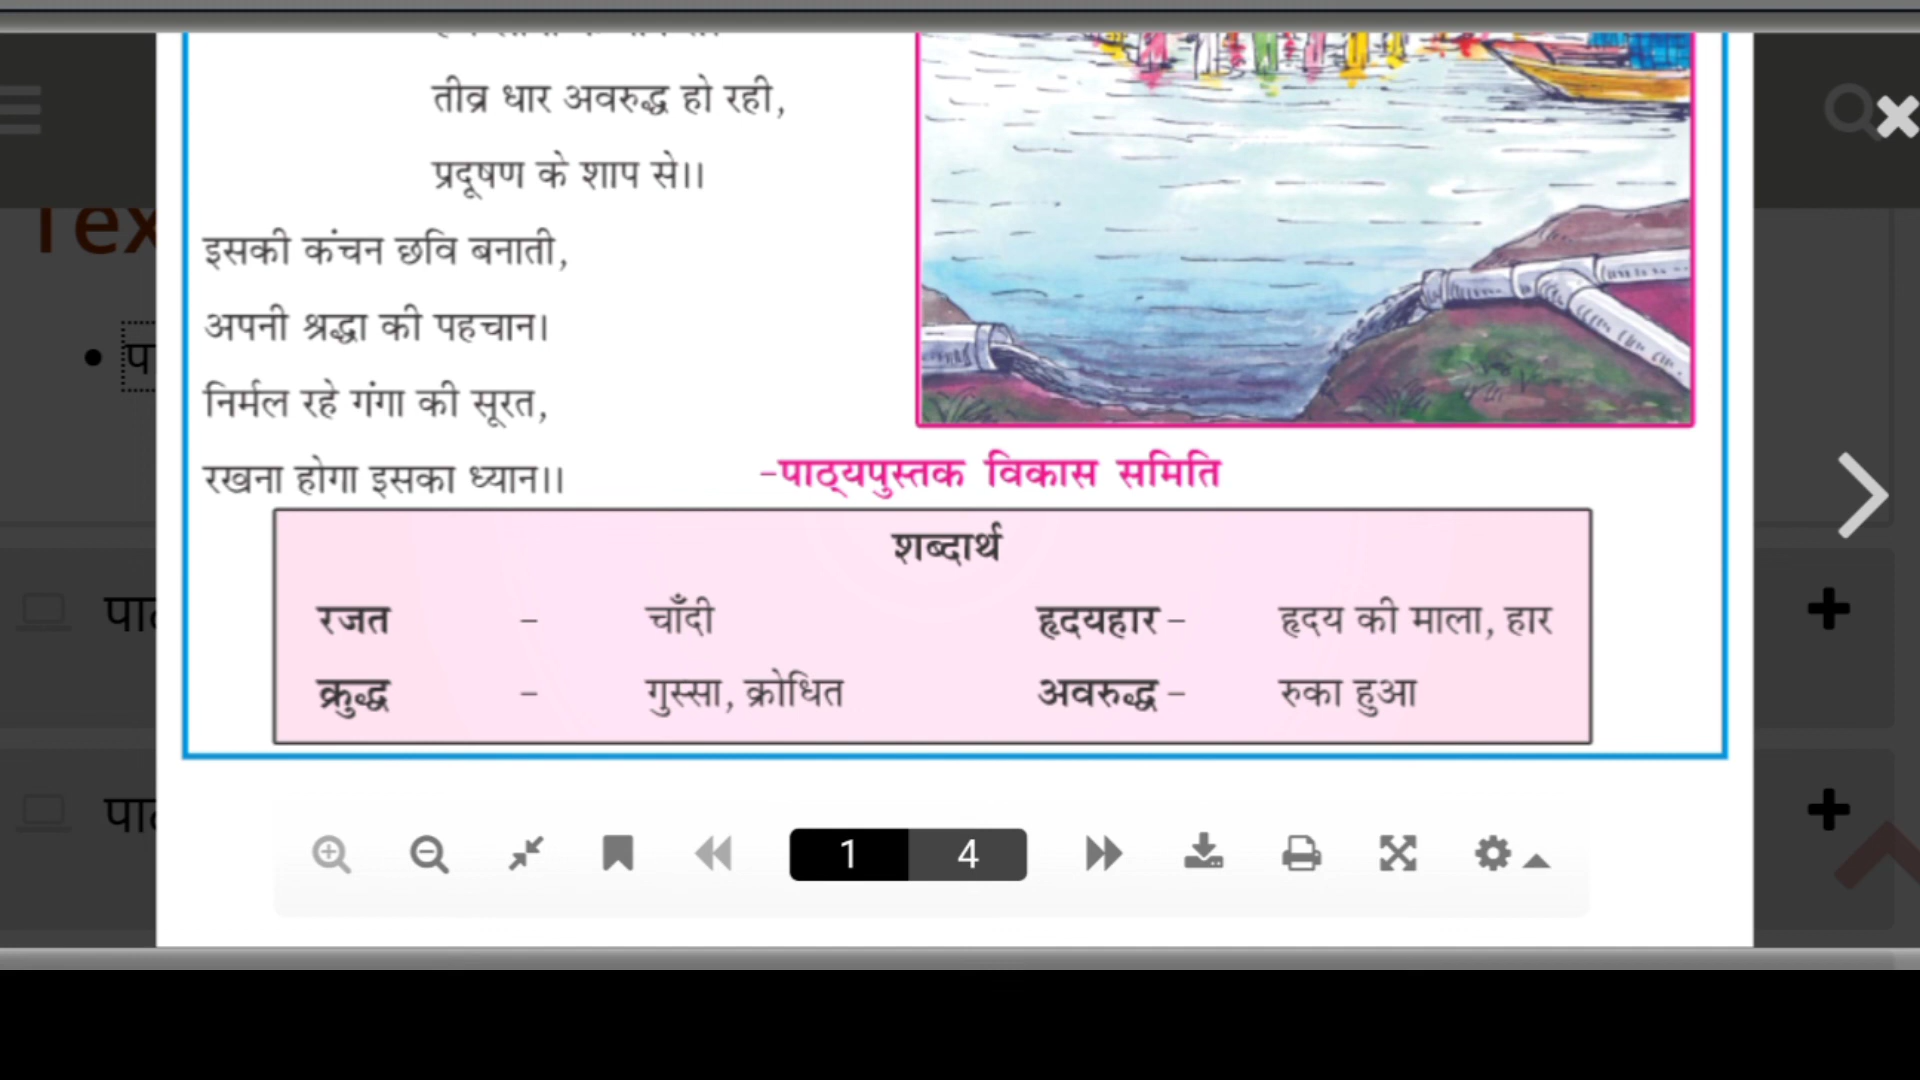 तीव्र धार अवरुद्ध हो रही,
प्रदूषण के शाप से।।
इसकी कंचन छवि बनाती,
अपनी श्रद्धा की पहचान।
निर्मल रहे गंगा की सूरत,
रखना होगा इसका ध्यान।।
-पाठ्यपुस्तक विकास समिति
शब्दार्थ
रजत - चाँदी हृदयहार - हृदय की माला, हार
क्रुद्ध - गुस्सा, क्रोधित अवरुद्ध - रुका हुआ
1 4